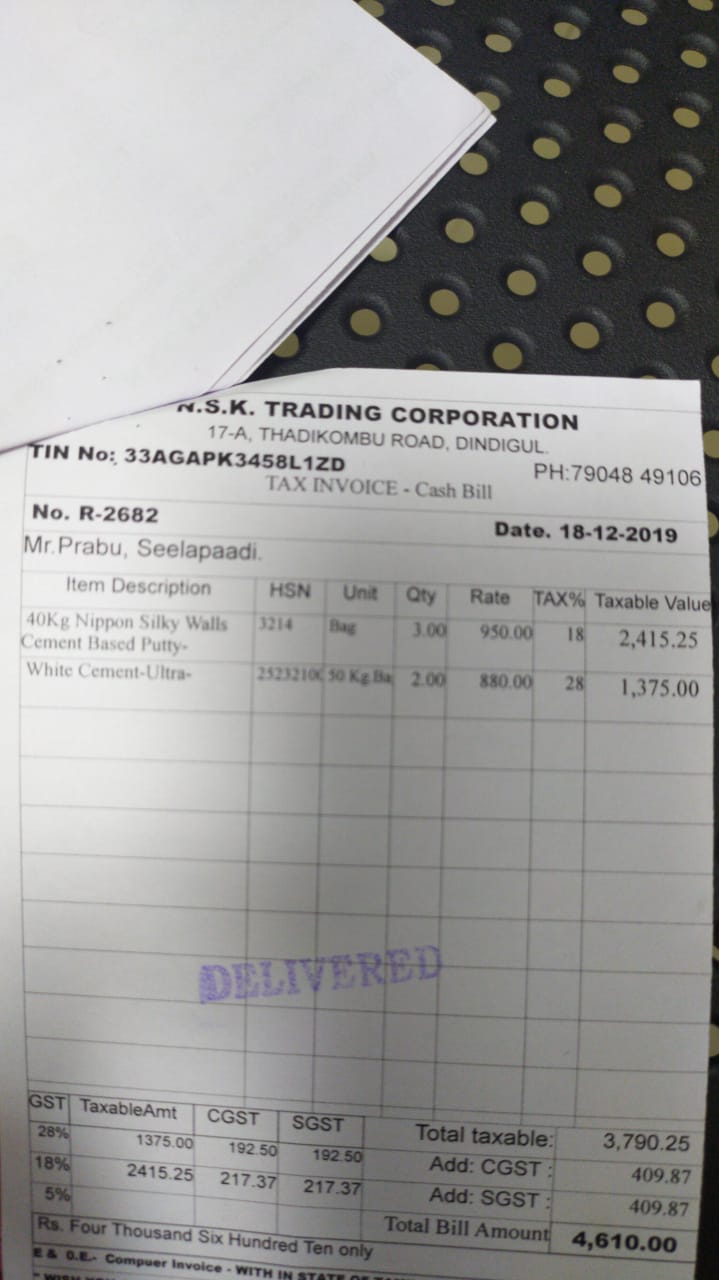 N.S.K. TRADING CORPORATION
17-A, THADIKOMBU ROAD, DINDIGUL.
TIN No: 33AGAPK3458L1ZD
PH:79048 49106
TAX INVOICE - Cash Bill
No. R-2682
Date. 18-12-2019
Mr.Prabu, Seelapaadi.
Item Description HSN Unit Qty Rate TAX% Taxable Value
40Kg Nippon Silky Walls 3214 Bag 3.00 950.00 18 2,415.25
Cement Based Putty-
White Cement-Ultra- 2523210 50 Kg.Ba 2.00 880.00 28 1,375.00
DELIVERED
GST TaxableAmt CGST SGST
28% 1375.00 192.50 192.50
18% 2415.25 217.37 217.37
5%
Total taxable: 3,790.25
Add: CGST : 409.87
Add: SGST : 409.87
Total Bill Amount 4,610.00
Rs. Four Thousand Six Hundred Ten only
E & O.E.- Compuer Invoice - WITH IN STATE OF